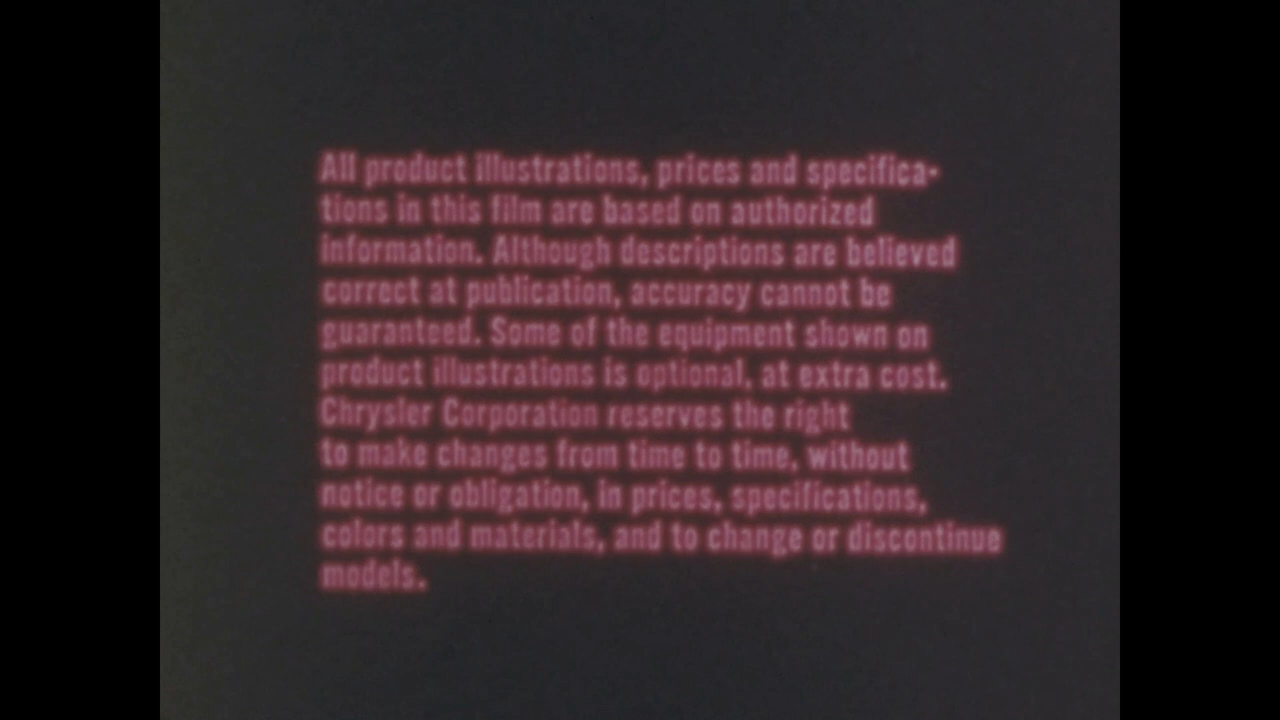 All product illustrations, prices and specifica-
tions in this film are based on authorized
information. Although descriptions are believed
correct at publication, accuracy cannot be
guaranteed. Some of the equipment shown on
product illustrations is optional, at extra cost.
Chrysler Corporation reserves the right
to make changes from time to time, without
notice or obligation, in prices, specifications,
colors and materials, and to change or discontinue
models.